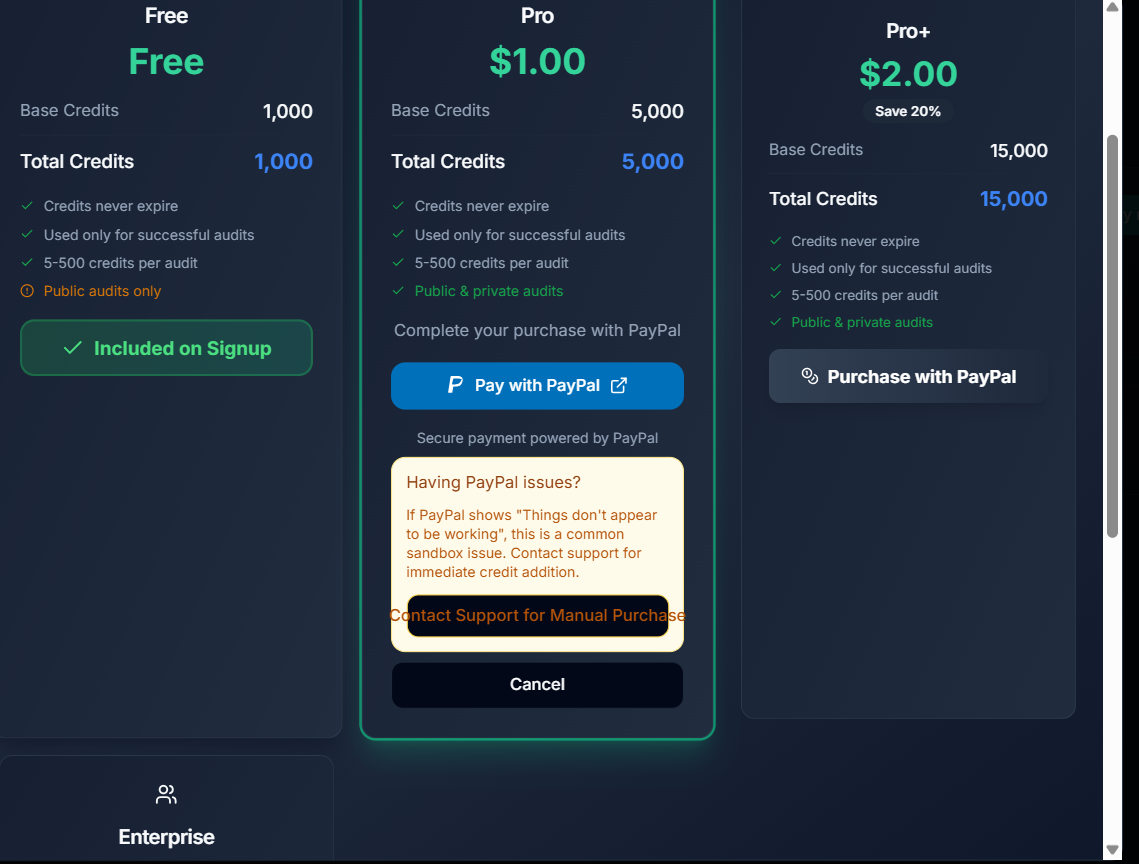 Free
Free
Base Credits 1,000
Total Credits 1,000
Credits never expire
Used only for successful audits
5-500 credits per audit
Public audits only
Included on Signup
Pro
$1.00
Base Credits 5,000
Total Credits 5,000
Credits never expire
Used only for successful audits
5-500 credits per audit
Public & private audits
Complete your purchase with PayPal
Pay with PayPal
Secure payment powered by PayPal
Having PayPal issues?
If PayPal shows "Things don't appear
to be working", this is a common
sandbox issue. Contact support for
immediate credit addition.
Contact Support for Manual Purchase
Cancel
Pro+
$2.00
Save 20%
Base Credits 15,000
Total Credits 15,000
Credits never expire
Used only for successful audits
5-500 credits per audit
Public & private audits
Purchase with PayPal
Enterprise